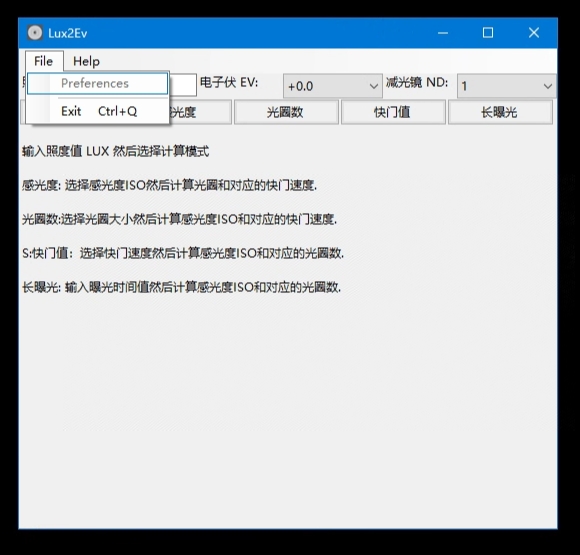 Lux2Ev
File Help
Preferences
Exit Ctrl+Q
电子伏 EV: +0.0 减光镜 ND: 1
光度 光圈数 快门值 长曝光
输入照度值 LUX 然后选择计算模式
感光度: 选择感光度ISO然后计算光圈和对应的快门速度.
光圈数:选择光圈大小然后计算感光度ISO和对应的快门速度.
S:快门值: 选择快门速度然后计算感光度ISO和对应的光圈数.
长曝光: 输入曝光时间值然后计算感光度ISO和对应的光圈数.